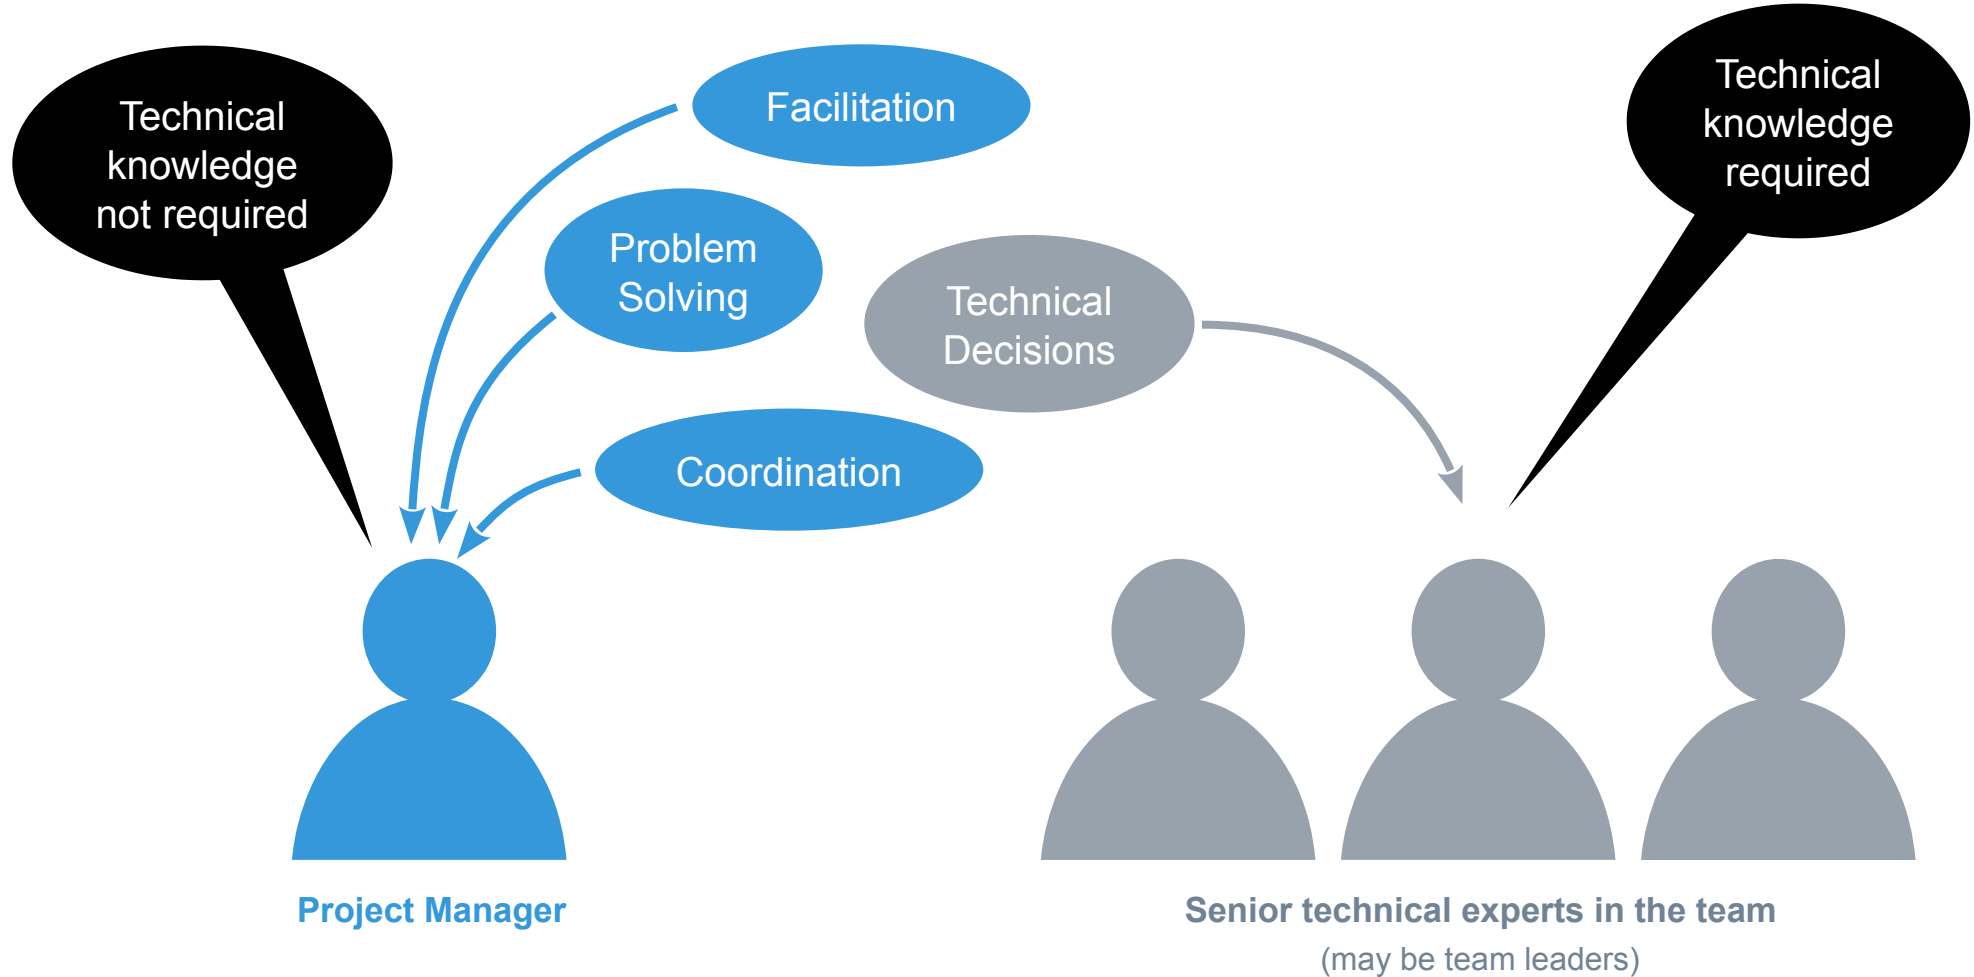 Technical
knowledge
not required
Facilitation
Problem
Solving
Coordination
Technical
Decisions
Technical
knowledge
required
Project Manager
Senior technical experts in the team
(may be team leaders)